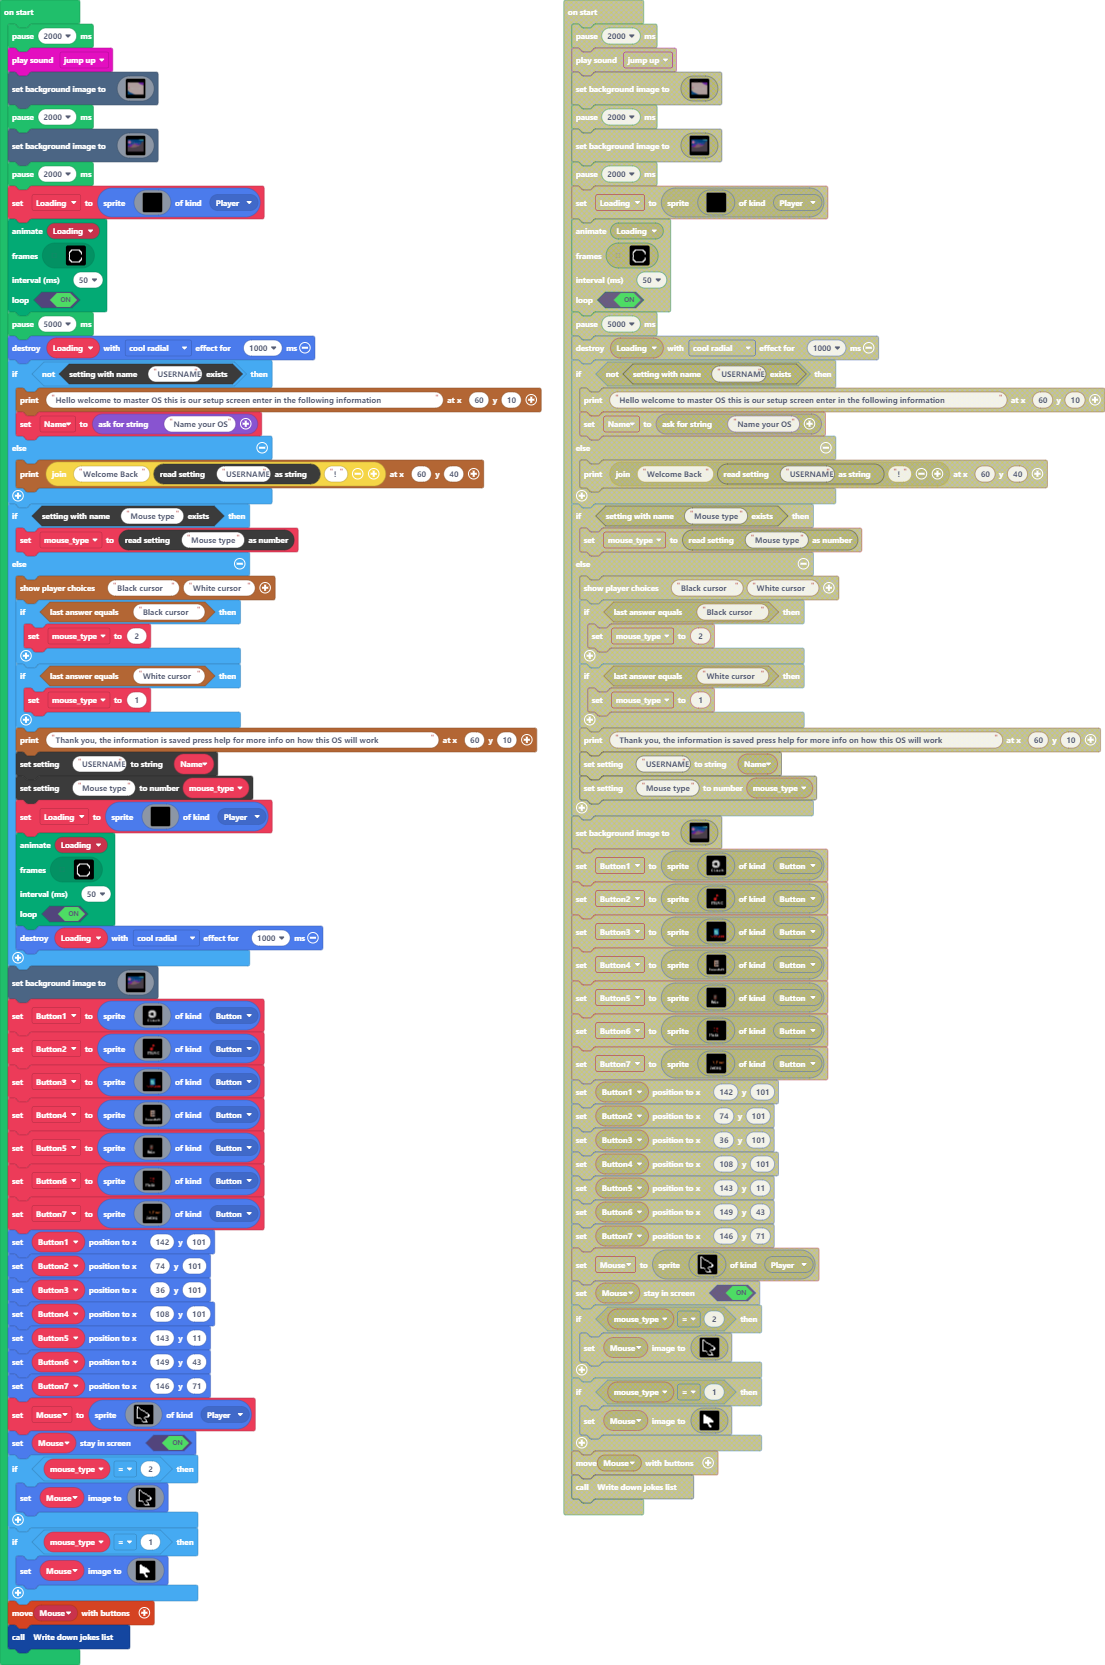 on start
pause 2000 ms
play sound jump up
set background image to
pause 2000 ms
set background image to
pause 2000 ms
set Loading to sprite of kind Player
animate Loading
frames
interval (ms) 50
loop ON
pause 5000 ms
destroy Loading with cool radial effect for 1000 ms
if not setting with name "USERNAME exists then
print "Hello welcome to master OS this is our setup screen enter in the following information" at x 60 y 10
set Name to ask for string "Name your OS"
else
print join "Welcome Back" read setting "USERNAME as string "!" at x 60 y 40
if setting with name "Mouse type" exists then
set mouse_type to read setting "Mouse type" as number
else
show player choices "Black cursor" "White cursor"
if last answer equals "Black cursor" then
set mouse_type to 2
if last answer equals "White cursor" then
set mouse_type to 1
print "Thank you, the information is saved press help for more info on how this OS will work" at x 60 y 10
set setting "USERNAME to string Name
set setting "Mouse type" to number mouse_type
set Loading to sprite of kind Player
animate Loading
frames
interval (ms) 50
loop ON
destroy Loading with cool radial effect for 1000 ms
set background image to
set Button1 to sprite of kind Button
set Button2 to sprite of kind Button
set Button3 to sprite of kind Button
set Button4 to sprite of kind Button
set Button5 to sprite of kind Button
set Button6 to sprite of kind Button
set Button7 to sprite of kind Button
set Button1 position to x 142 y 101
set Button2 position to x 74 y 101
set Button3 position to x 36 y 101
set Button4 position to x 108 y 101
set Button5 position to x 143 y 11
set Button6 position to x 149 y 43
set Button7 position to x 146 y 71
set Mouse to sprite of kind Player
set Mouse stay in screen ON
if mouse_type = 2 then
set Mouse image to
if mouse_type = 1 then
set Mouse image to
move Mouse with buttons
call Write down jokes list
on start
pause 2000 ms
play sound jump up
set background image to
pause 2000 ms
set background image to
pause 2000 ms
set Loading to sprite of kind Player
animate Loading
frames
interval (ms) 50
loop ON
pause 5000 ms
destroy Loading with cool radial effect for 1000 ms
if not setting with name "USERNAME exists then
print "Hello welcome to master OS this is our setup screen enter in the following information" at x 60 y 10
set Name to ask for string "Name your OS"
else
print join "Welcome Back" read setting "USERNAME as string "!" at x 60 y 40
if setting with name "Mouse type" exists then
set mouse_type to read setting "Mouse type" as number
else
show player choices "Black cursor" "White cursor"
if last answer equals "Black cursor" then
set mouse_type to 2
if last answer equals "White cursor" then
set mouse_type to 1
print "Thank you, the information is saved press help for more info on how this OS will work" at x 60 y 10
set setting "USERNAME to string Name
set setting "Mouse type" to number mouse_type
set background image to
set Button1 to sprite of kind Button
set Button2 to sprite of kind Button
set Button3 to sprite of kind Button
set Button4 to sprite of kind Button
set Button5 to sprite of kind Button
set Button6 to sprite of kind Button
set Button7 to sprite of kind Button
set Button1 position to x 142 y 101
set Button2 position to x 74 y 101
set Button3 position to x 36 y 101
set Button4 position to x 108 y 101
set Button5 position to x 143 y 11
set Button6 position to x 149 y 43
set Button7 position to x 146 y 71
set Mouse to sprite of kind Player
set Mouse stay in screen ON
if mouse_type = 2 then
set Mouse image to
if mouse_type = 1 then
set Mouse image to
move Mouse with buttons
call Write down jokes list